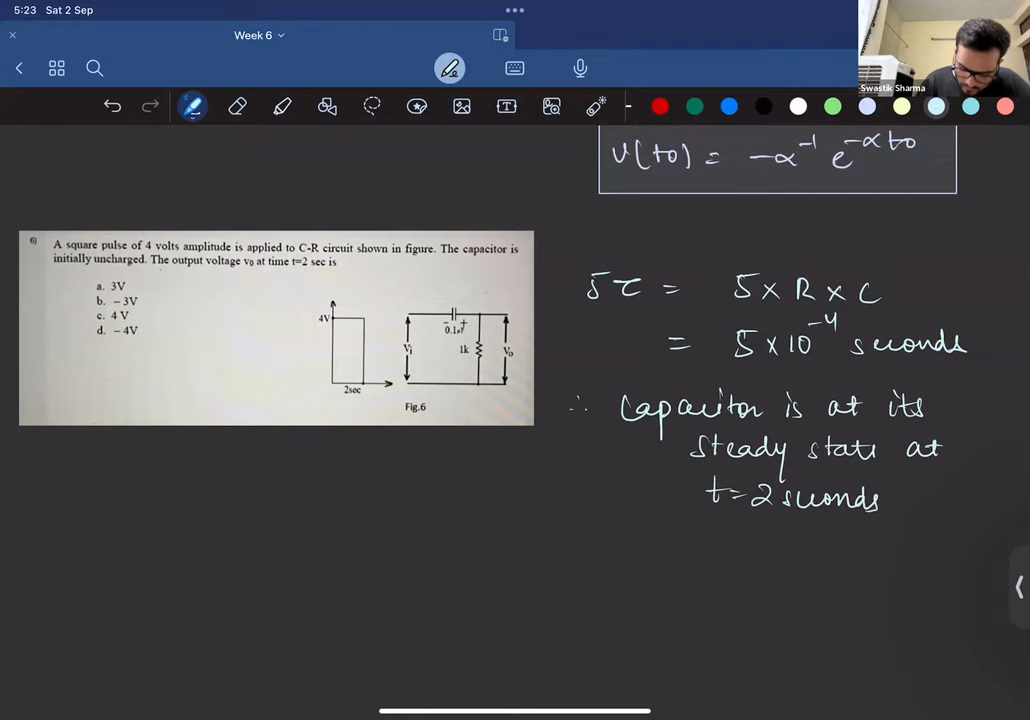 5:23 Sat 2 Sep
Week 6
Swastik Sharma
T
v(to) = -α⁻¹ e^-αto
6) A square pulse of 4 volts amplitude is applied to C-R circuit shown in figure. The capacitor is
initially uncharged. The output voltage v₀ at time t=2 sec is
a. 3V
b. – 3V
c. 4 V
d. – 4V
4V
2sec
Vi
- +
0.1µF
1k
Vo
Fig.6
5τ = 5 × R × C
= 5 × 10⁻⁴ seconds
∴ Capacitor is at its
steady state at
t = 2 seconds